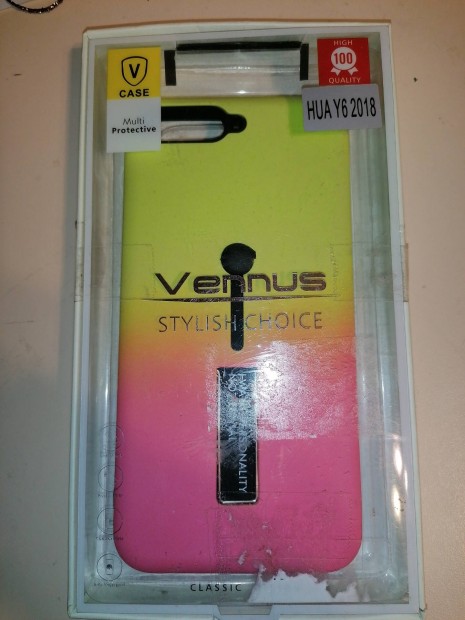 V
CASE
Multi
Protective
HIGH
100
QUALITY
HUA Y6 2018
Vennus
STYLISH CHOICE
CLASSIC